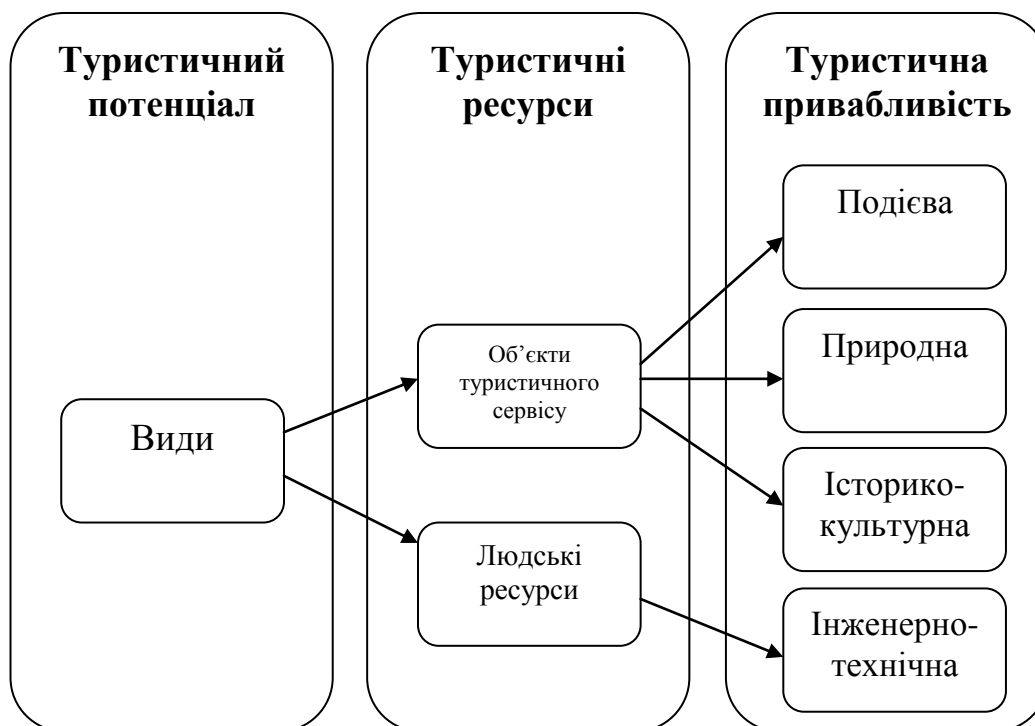 Туристичний
потенціал
Види
Туристичні
ресурси
Об’єкти
туристичного
сервісу
Людські
ресурси
Туристична
привабливість
Подієва
Природна
Історико-
культурна
Інженерно-
технічна